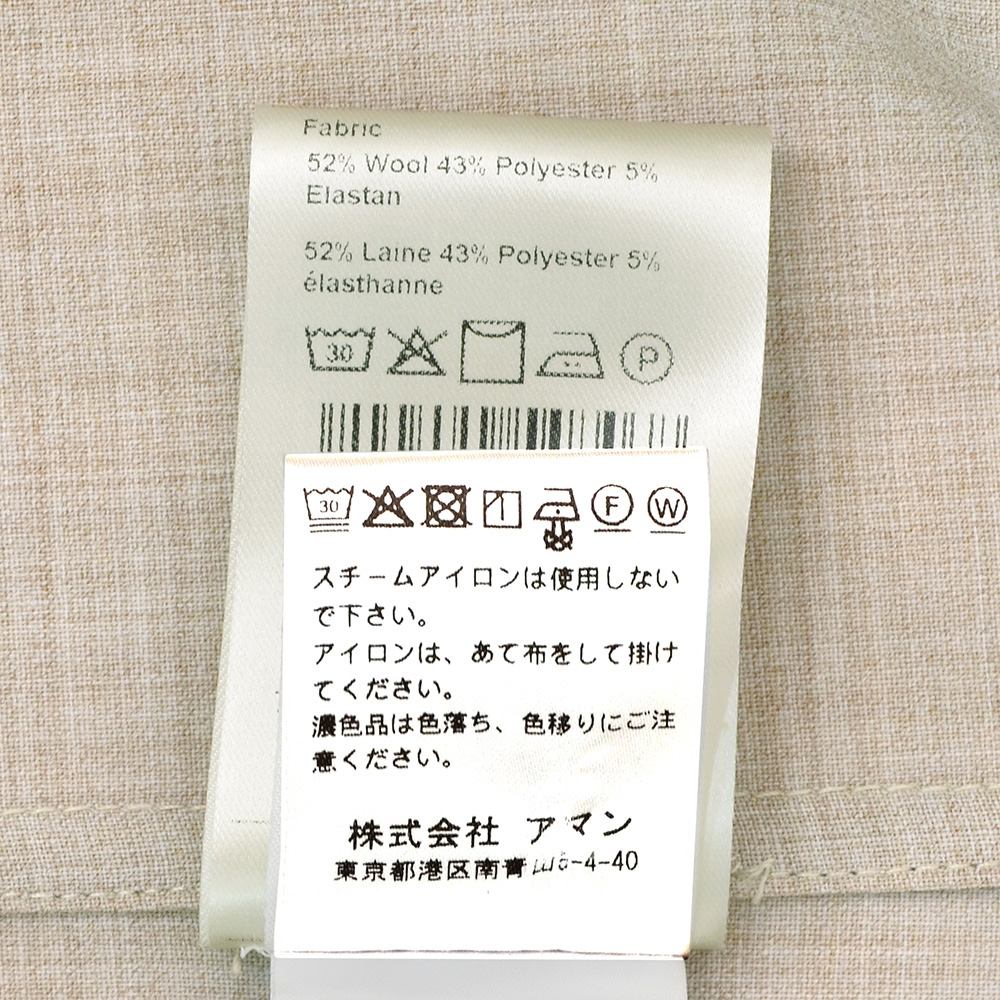 Fabric
52% Wool 43% Polyester 5%
Elastan
52% Laine 43% Polyester 5%
élasthanne
30
P
30
F
W
スチームアイロンは使用しない
で下さい。
アイロンは、あて布をして掛け
てください。
濃色品は色落ち、色移りにご注
意ください。
株式会社 アマン
東京都港区南青山5-4-40